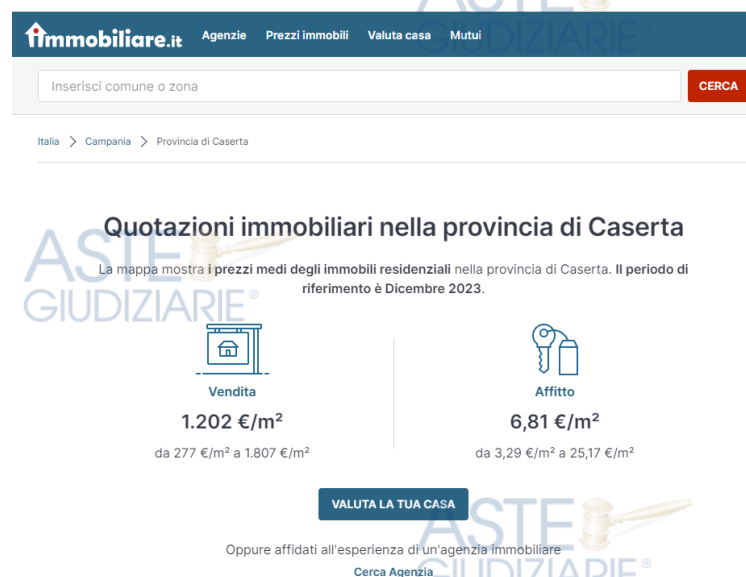 ASTE
GIUDIZIARIE
immobiliare.it Agenzie Prezzi immobili Valuta casa Mutui
Inserisci comune o zona CERCA
Italia > Campania > Provincia di Caserta
Quotazioni immobiliari nella provincia di Caserta
La mappa mostra i prezzi medi degli immobili residenziali nella provincia di Caserta. Il periodo di
riferimento è Dicembre 2023.
ASTE
GIUDIZIARIE®
Vendita Affitto
1.202 €/m² 6,81 €/m²
da 277 €/m² a 1.807 €/m² da 3,29 €/m² a 25,17 €/m²
VALUTA LA TUA CASA
ASTE
Oppure affidati all'esperienza di un'agenzia immobiliare
Cerca Agenzia
GIUDIZIARIE®